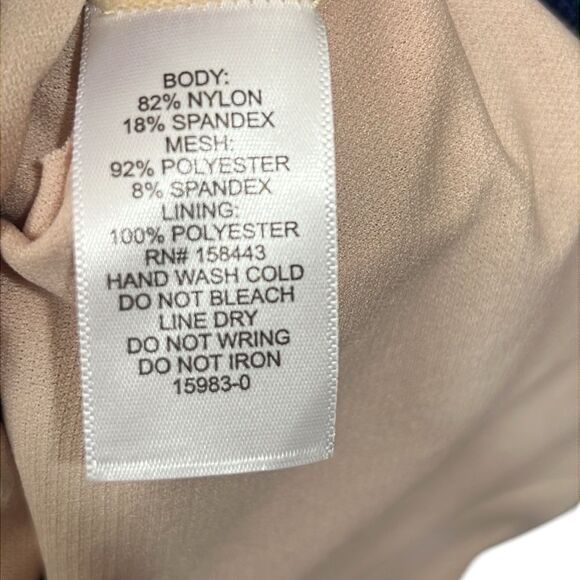 BODY:
82% NYLON
18% SPANDEX
MESH:
92% POLYESTER
8% SPANDEX
LINING:
100% POLYESTER
RN# 158443
HAND WASH COLD
DO NOT BLEACH
LINE DRY
DO NOT WRING
DO NOT IRON
15983-0